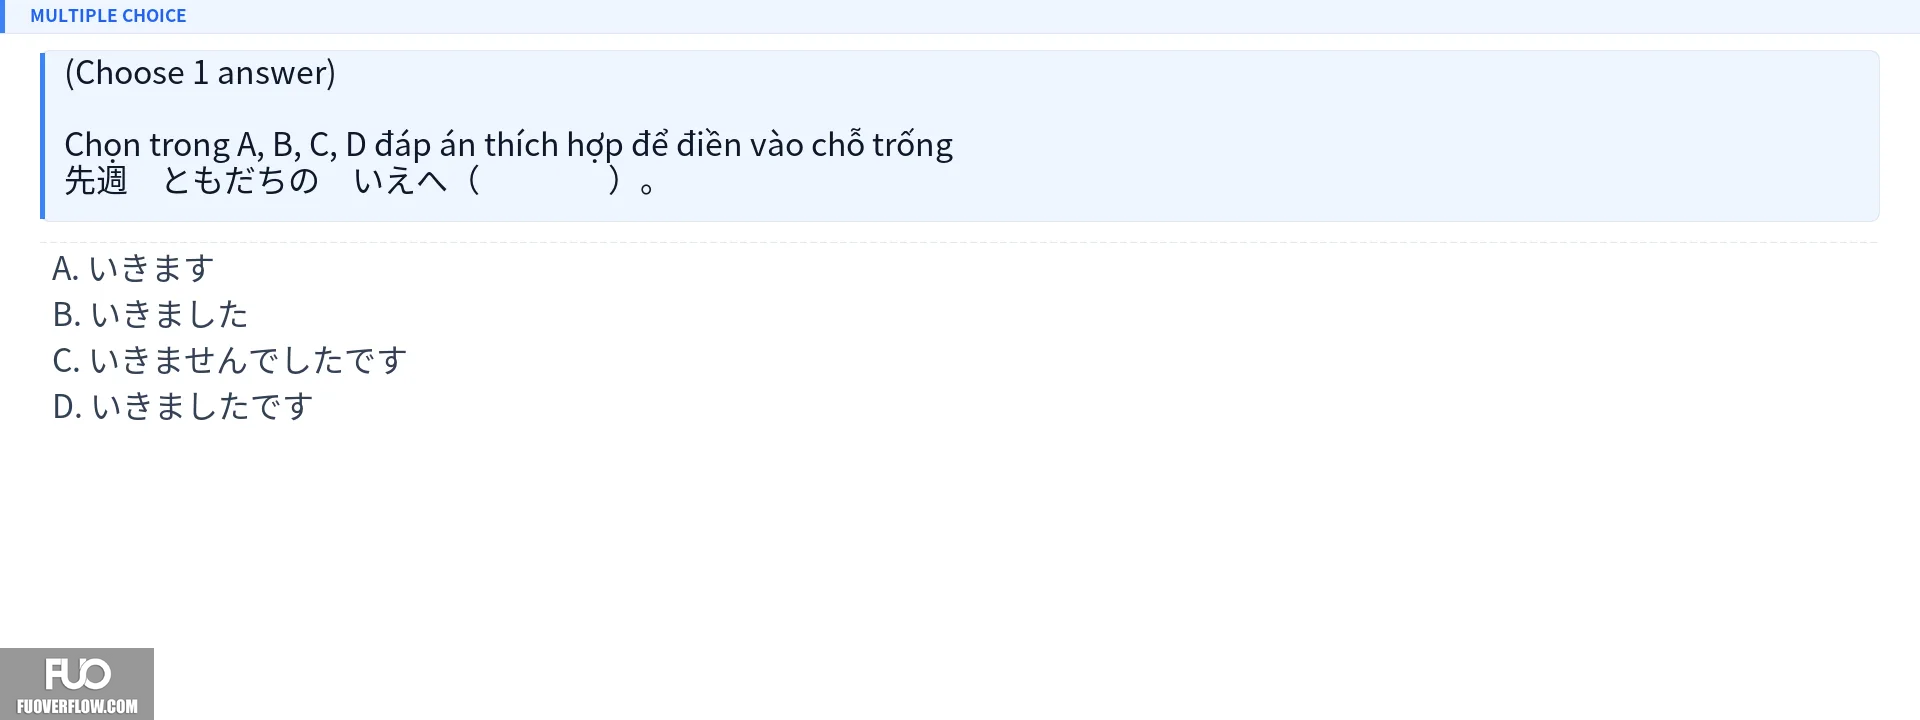 MULTIPLE CHOICE
(Choose 1 answer)
Chọn trong A, B, C, D đáp án thích hợp để điền vào chỗ trống
先週　ともだちの　いえへ（　　　　）。
A. いきます
B. いきました
C. いきませんでしたです
D. いきましたです
FUO
FUOVERFLOW.COM